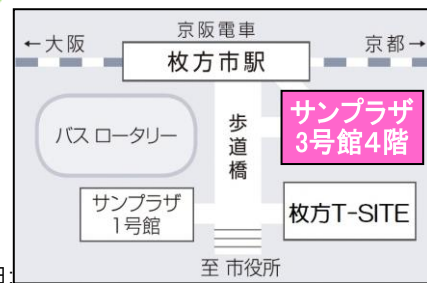 京阪電車
←大阪
京都→
枚方市駅
バス ロータリー
歩道橋
サンプラザ
3号館4階
サンプラザ
1号館
枚方T-SITE
至 市役所